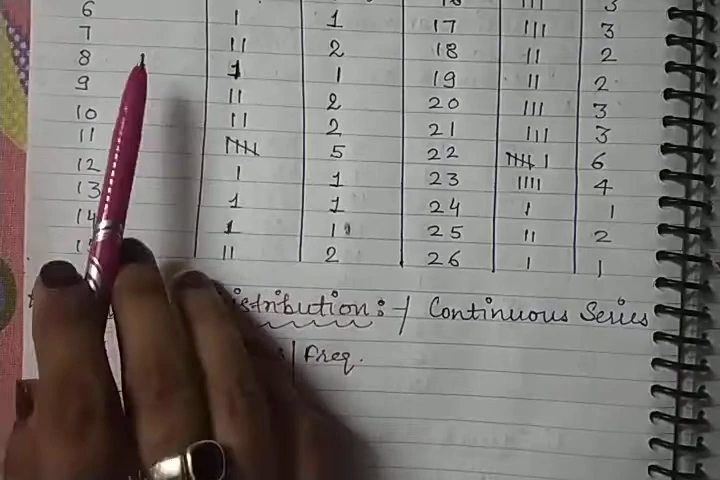 ||| 3
6 | 1 17 ||| 3
7 || 2 18 || 2
8 | 1 19 || 2
9 || 2 20 ||| 3
10 || 2 21 ||| 3
11 𝍸 5 22 𝍸 | 6
12 | 1 23 |||| 4
13 | 1 24 | 1
14 | 1 25 || 2
|| 2 26 | 1
Distribution :- Continuous Series
Freq.